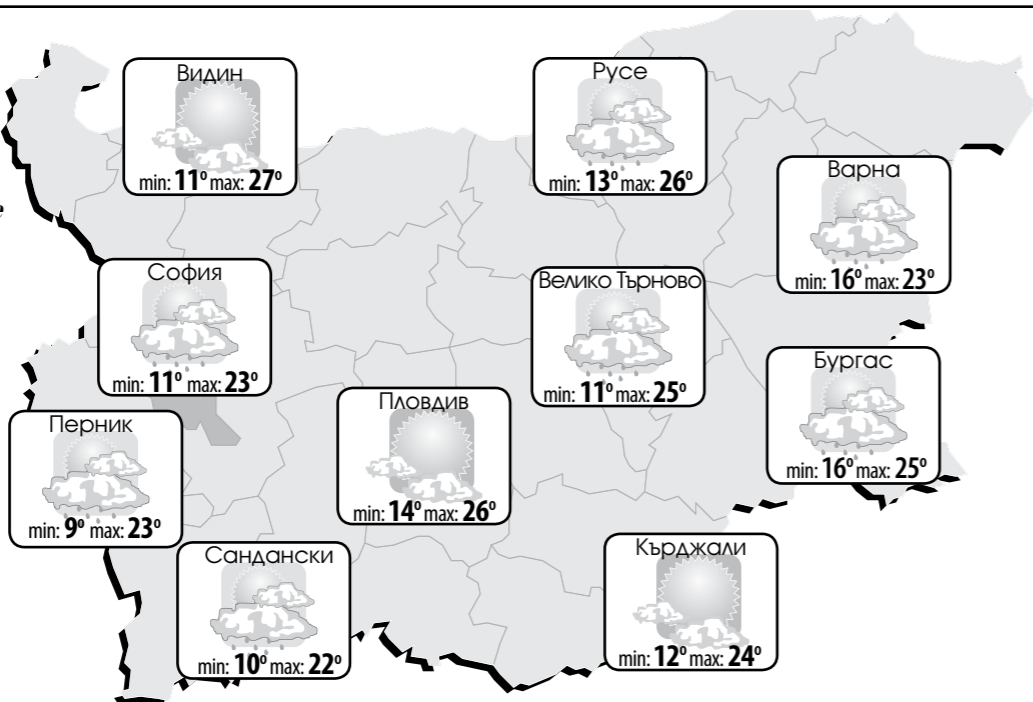 Видин
min: 11° max: 27°
Русе
min: 13° max: 26°
Варна
min: 16° max: 23°
София
min: 11° max: 23°
Велико Търново
min: 11° max: 25°
Бургас
min: 16° max: 25°
Пловдив
min: 14° max: 26°
Перник
min: 9° max: 23°
Сандански
min: 10° max: 22°
Кърджали
min: 12° max: 24°